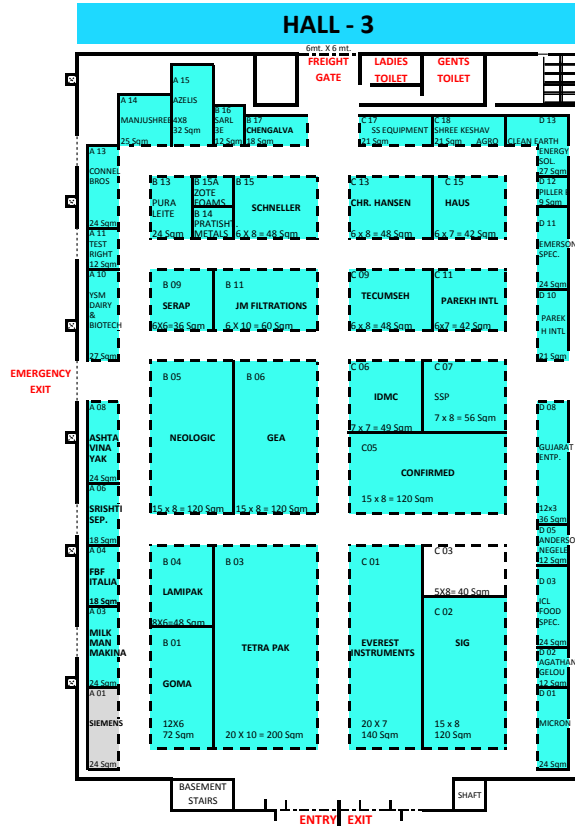 HALL - 3
6mt. X 6 mt.
FREIGHT
GATE
LADIES
TOILET
GENTS
TOILET
A 15
AZELIS
4X8
32 Sqm
A 14
MANJUSHREE
25 Sqm
B 16
SARL
3E
12 Sqm
B 17
CHENGALVA
18 Sqm
C 17
SS EQUIPMENT
21 Sqm
C 18
SHREE KESHAV
21 Sqm AGRO
D 13
CLEAN EARTH
ENERGY
SOL.
27 Sqm
A 13
CONNEL
BROS
24 Sqm
B 13
PURA
LEITE
24 Sqm
B 15A
ZOTE
FOAMS
B 14
PRATISHT.
METALS
B 15
SCHNELLER
6 X 8 = 48 Sqm
C 13
CHR. HANSEN
6 x 8 = 48 Sqm
C 15
HAUS
6 x 7 = 42 Sqm
D 12
PILLER
9 Sqm
D 11
EMERSON
SPEC.
24 Sqm
A 11
TEST
RIGHT
12 Sqm
A 10
YSM
DAIRY
&
BIOTECH
27 Sqm
B 09
SERAP
6X6=36 Sqm
B 11
JM FILTRATIONS
6 X 10 = 60 Sqm
C 09
TECUMSEH
6 x 8 = 48 Sqm
C 11
PAREKH INTL
6x7 = 42 Sqm
D 10
PAREK
H INTL
21 Sqm
EMERGENCY
EXIT
B 05
NEOLOGIC
15 x 8 = 120 Sqm
B 06
GEA
15 x 8= 120 Sqm
C 06
IDMC
7 x 7 = 49 Sqm
C 07
SSP
7 x 8 = 56 Sqm
C05
CONFIRMED
15 x 8 = 120 Sqm
A 08
ASHTA
VINA
YAK
24 Sqm
A 06
SRISHTI
SEP.
18 Sqm
D 08
GUJARAT
ENTP.
12x3
36 Sqm
D 05
ANDERSO
NEGELE
12 Sqm
A 04
FBF
ITALIA
18 Sqm
A 03
MILK
MAN
MAKINA
24 Sqm
A 01
SIEMENS
24 Sqm
B 04
LAMIPAK
8X6=48 Sqm
B 01
GOMA
12X6
72 Sqm
B 03
TETRA PAK
20 X 10 = 200 Sqm
C 01
EVEREST
INSTRUMENTS
20 X 7
140 Sqm
C 03
5X8= 40 Sqm
C 02
SIG
15 x 8
120 Sqm
D 03
ICL
FOOD
SPEC.
24 Sqm
D 02
AGATHAN
GELOU
12 Sqm
D 01
MICRON
24 Sqm
BASEMENT
STAIRS
SHAFT
ENTRY EXIT